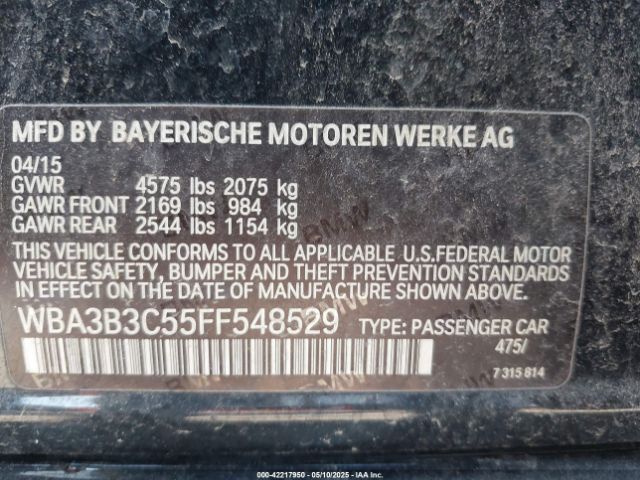 MFD BY BAYERISCHE MOTOREN WERKE AG
04/15
GVWR 4575 lbs 2075 kg
GAWR FRONT 2169 lbs 984 kg
GAWR REAR 2544 lbs 1154 kg
THIS VEHICLE CONFORMS TO ALL APPLICABLE U.S.FEDERAL MOTOR
VEHICLE SAFETY, BUMPER AND THEFT PREVENTION STANDARDS
IN EFFECT ON THE DATE OF MANUFACTURE SHOWN ABOVE.
WBA3B3C55FF548529 TYPE: PASSENGER CAR
475/
7 315 814
000-42217950 - 05/10/2025 - IAA Inc.